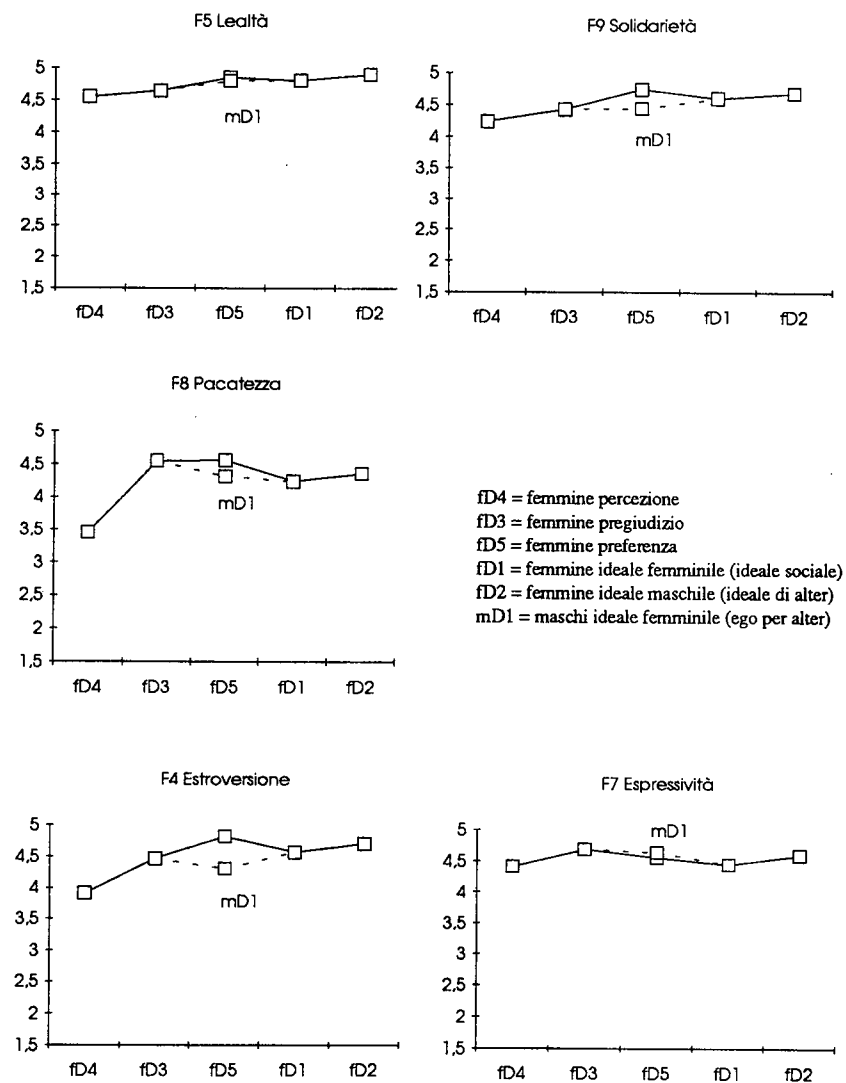 F5 Lealtà
5
4,5
4
3,5
3
2,5
2
1,5
mD1
fD4 fD3 fD5 fD1 fD2
F9 Solidarietà
5
4,5
4
3,5
3
2,5
2
1,5
mD1
fD4 fD3 fD5 fD1 fD2
F8 Pacatezza
5
4,5
4
3,5
3
2,5
2
1,5
mD1
fD4 fD3 fD5 fD1 fD2
fD4 = femmine percezione
fD3 = femmine pregiudizio
fD5 = femmine preferenza
fD1 = femmine ideale femminile (ideale sociale)
fD2 = femmine ideale maschile (ideale di alter)
mD1 = maschi ideale femminile (ego per alter)
F4 Estroversione
5
4,5
4
3,5
3
2,5
2
1,5
mD1
fD4 fD3 fD5 fD1 fD2
F7 Espressività
5
4,5
4
3,5
3
2,5
2
1,5
mD1
fD4 fD3 fD5 fD1 fD2